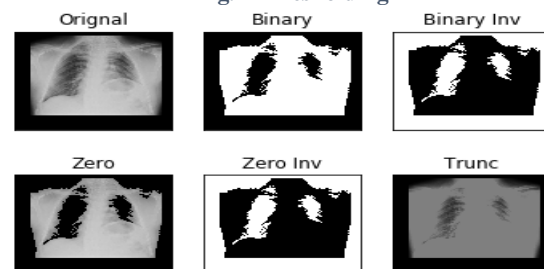 Orignal
Binary
Binary Inv
Zero
Zero Inv
Trunc